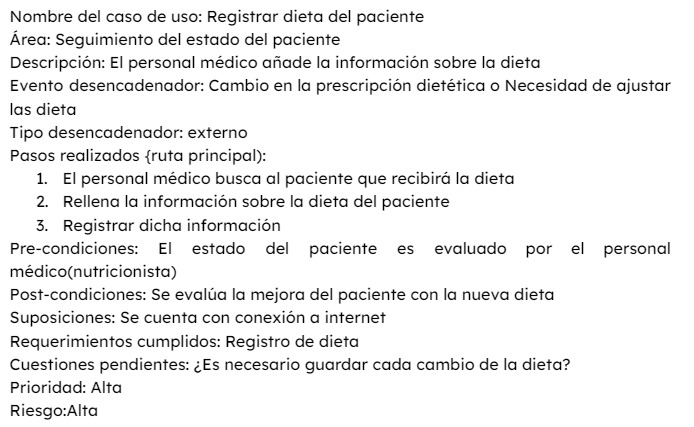 Nombre del caso de uso: Registrar dieta del paciente
Área: Seguimiento del estado del paciente
Descripción: El personal médico añade la información sobre la dieta
Evento desencadenador: Cambio en la prescripción dietética o Necesidad de ajustar
las dieta
Tipo desencadenador: externo
Pasos realizados {ruta principal):
1. El personal médico busca al paciente que recibirá la dieta
2. Rellena la información sobre la dieta del paciente
3. Registrar dicha información
Pre-condiciones: El estado del paciente es evaluado por el personal
médico(nutricionista)
Post-condiciones: Se evalúa la mejora del paciente con la nueva dieta
Suposiciones: Se cuenta con conexión a internet
Requerimientos cumplidos: Registro de dieta
Cuestiones pendientes: ¿Es necesario guardar cada cambio de la dieta?
Prioridad: Alta
Riesgo:Alta